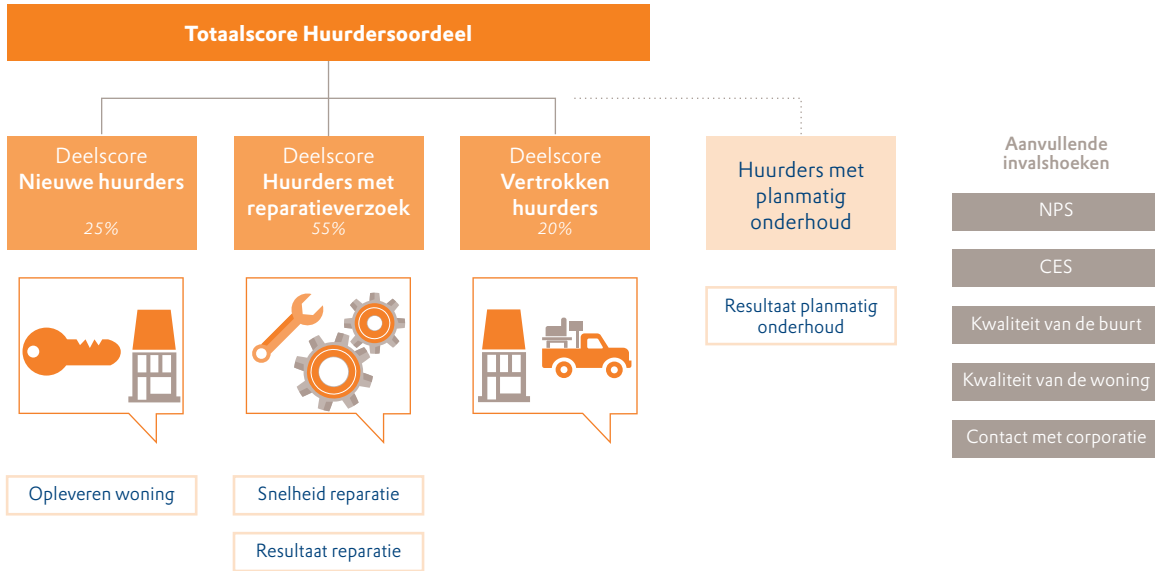 Totaalscore Huurdersoordeel
Deelscore
Nieuwe huurders
25%
Deelscore
Huurders met
reparatieverzoek
55%
Deelscore
Vertrokken
huurders
20%
Huurders met
planmatig
onderhoud
Resultaat planmatig
onderhoud
Opleveren woning
Snelheid reparatie
Resultaat reparatie
Aanvullende
invalshoeken
NPS
CES
Kwaliteit van de buurt
Kwaliteit van de woning
Contact met corporatie